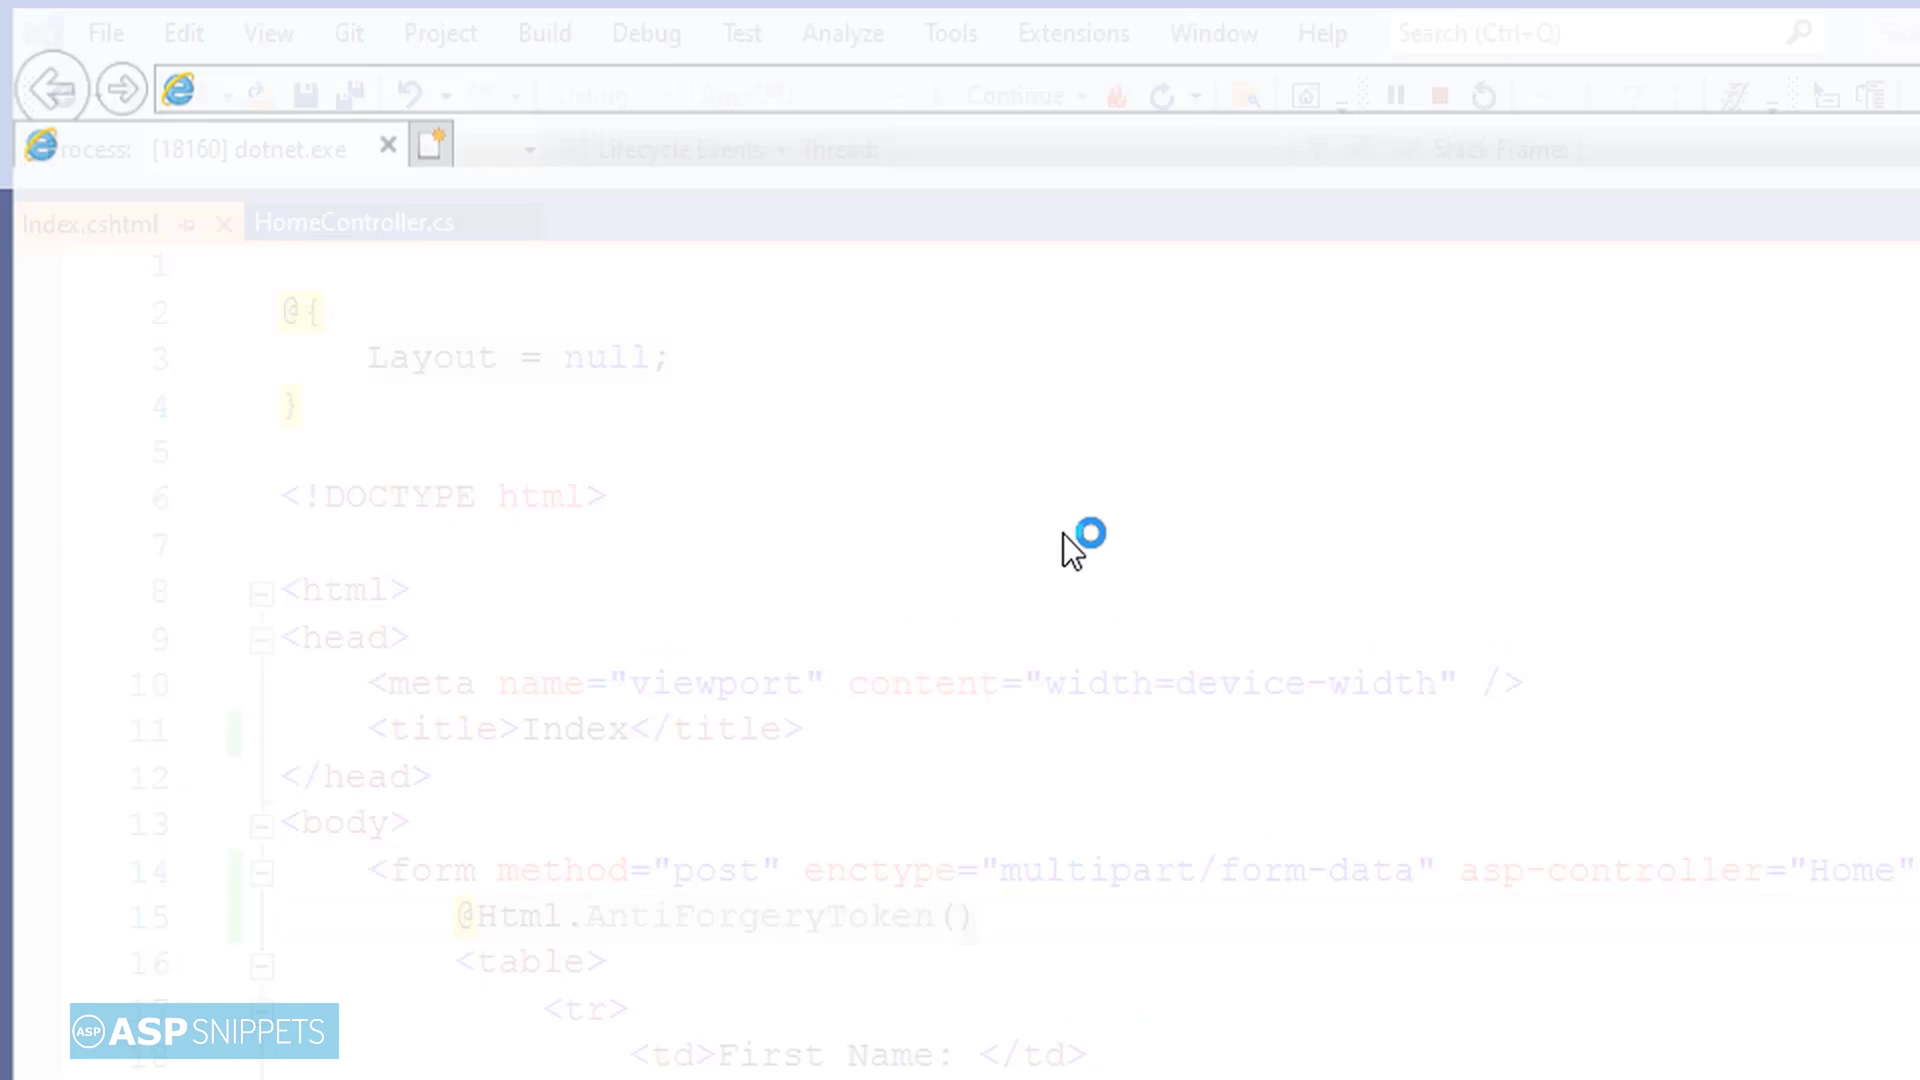 File Edit View Git Project Build Debug Test Analyze Tools Extensions Window Help Search (Ctrl+Q)
Continue
rocess: [18160] dotnet.exe Lifecycle Events Thread: Stack Frame:
Index.cshtml HomeController.cs
1
2 @{
3 Layout = null;
4 }
5
6 <!DOCTYPE html>
7
8 <html>
9 <head>
10 <meta name="viewport" content="width=device-width" />
11 <title>Index</title>
12 </head>
13 <body>
14 <form method="post" enctype="multipart/form-data" asp-controller="Home"
15 @Html.AntiForgeryToken()
16 <table>
<tr>
<td>First Name: </td>
ASP ASPSNIPPETS